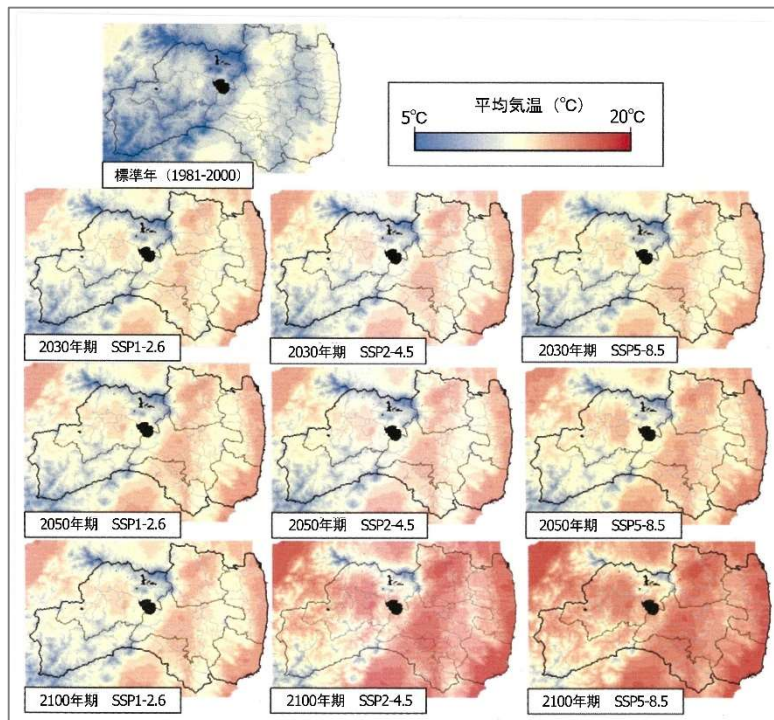 平均気温（℃）
5℃
20℃
標準年（1981-2000）
2030年期　SSP1-2.6
2030年期　SSP2-4.5
2030年期　SSP5-8.5
2050年期　SSP1-2.6
2050年期　SSP2-4.5
2050年期　SSP5-8.5
2100年期　SSP1-2.6
2100年期　SSP2-4.5
2100年期　SSP5-8.5